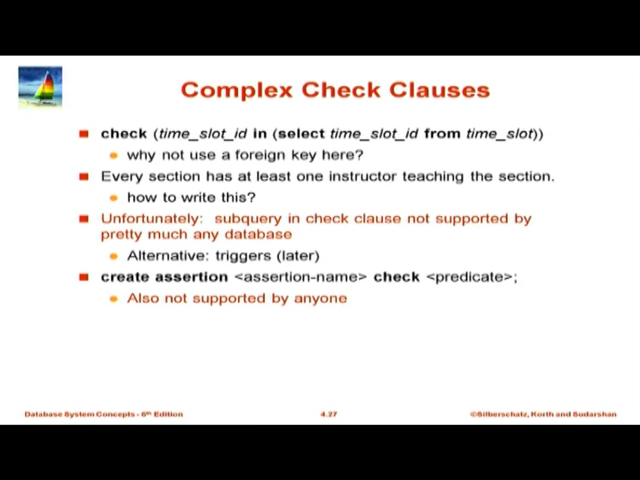 Complex Check Clauses
check (time_slot_id in (select time_slot_id from time_slot))
why not use a foreign key here?
Every section has at least one instructor teaching the section.
how to write this?
Unfortunately: subquery in check clause not supported by
pretty much any database
Alternative: triggers (later)
create assertion <assertion-name> check <predicate>;
Also not supported by anyone
Database System Concepts - 6th Edition
4.27
©Silberschatz, Korth and Sudarshan